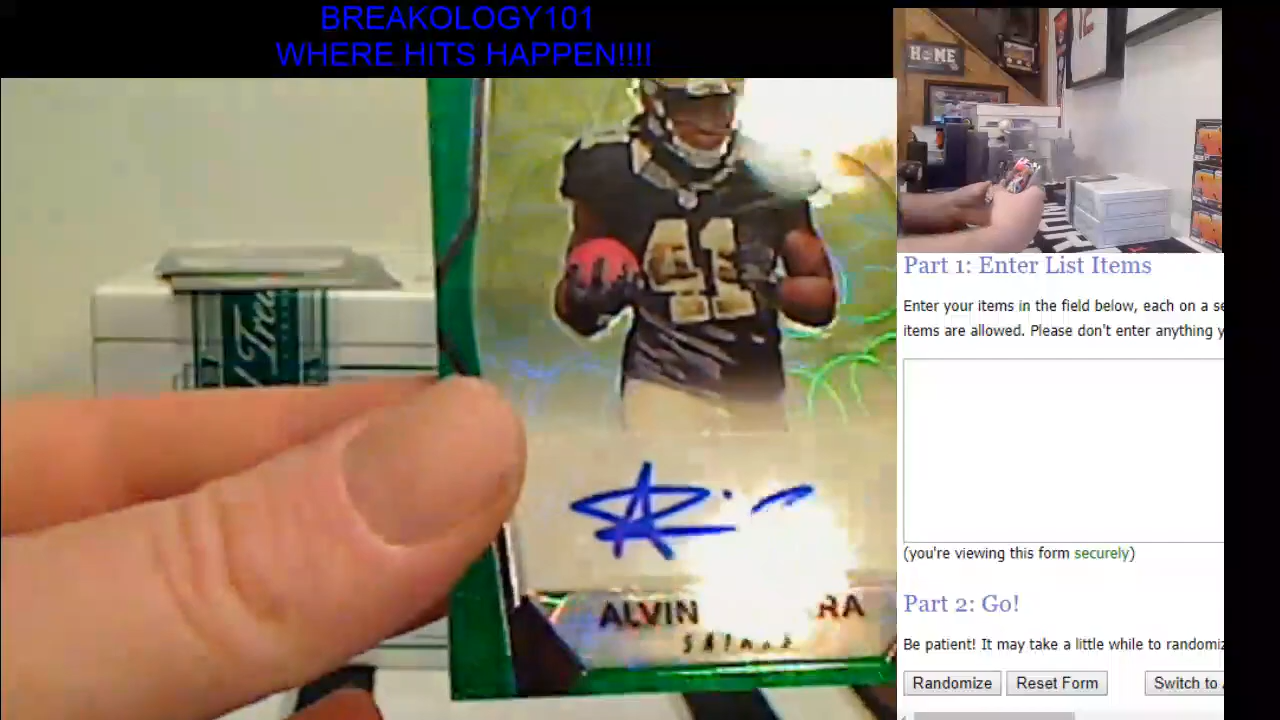 BREAKOLOGY101
WHERE HITS HAPPEN!!!!
HOME
12
41
ALVIN RA
Part 1: Enter List Items
Enter your items in the field below, each on a se
items are allowed. Please don't enter anything y
(you're viewing this form securely)
Part 2: Go!
Be patient! It may take a little while to randomiz
Randomize
Reset Form
Switch to